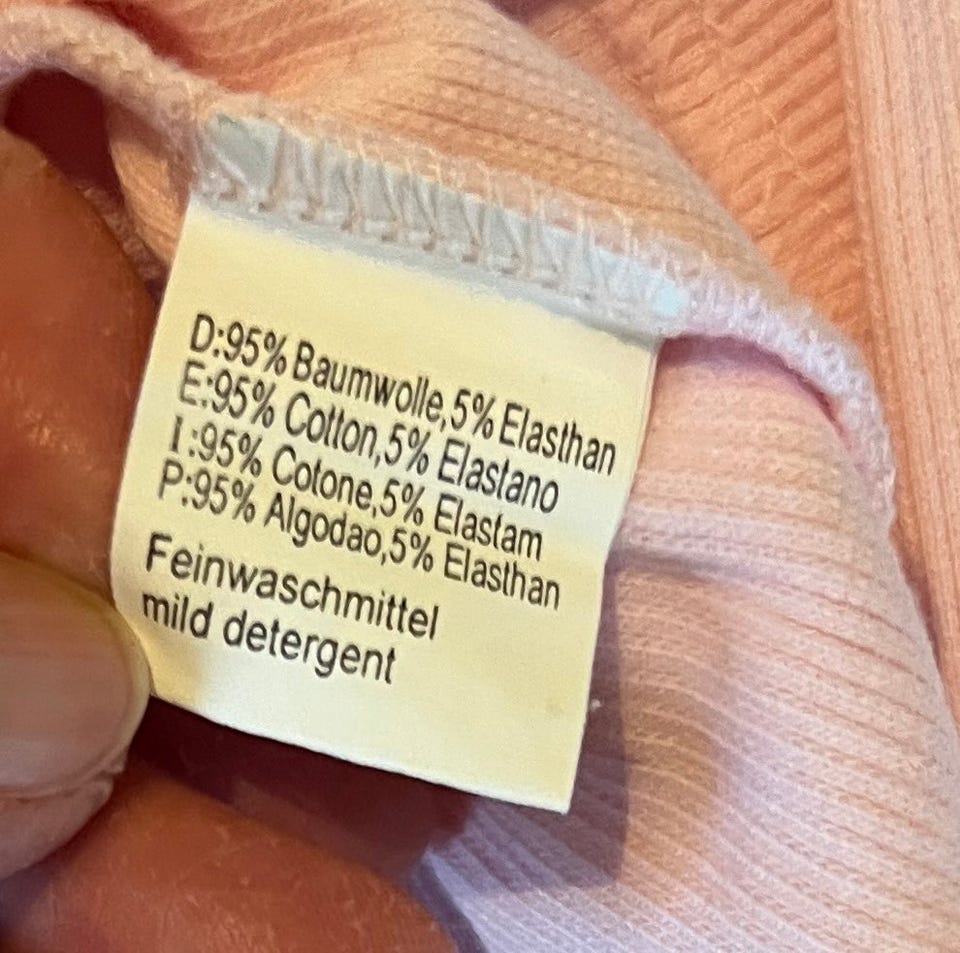 D:95% Baumwolle,5% Elasthan
E:95% Cotton,5% Elastano
I:95% Cotone,5% Elastam
P:95% Algodao,5% Elasthan
Feinwaschmittel
mild detergent